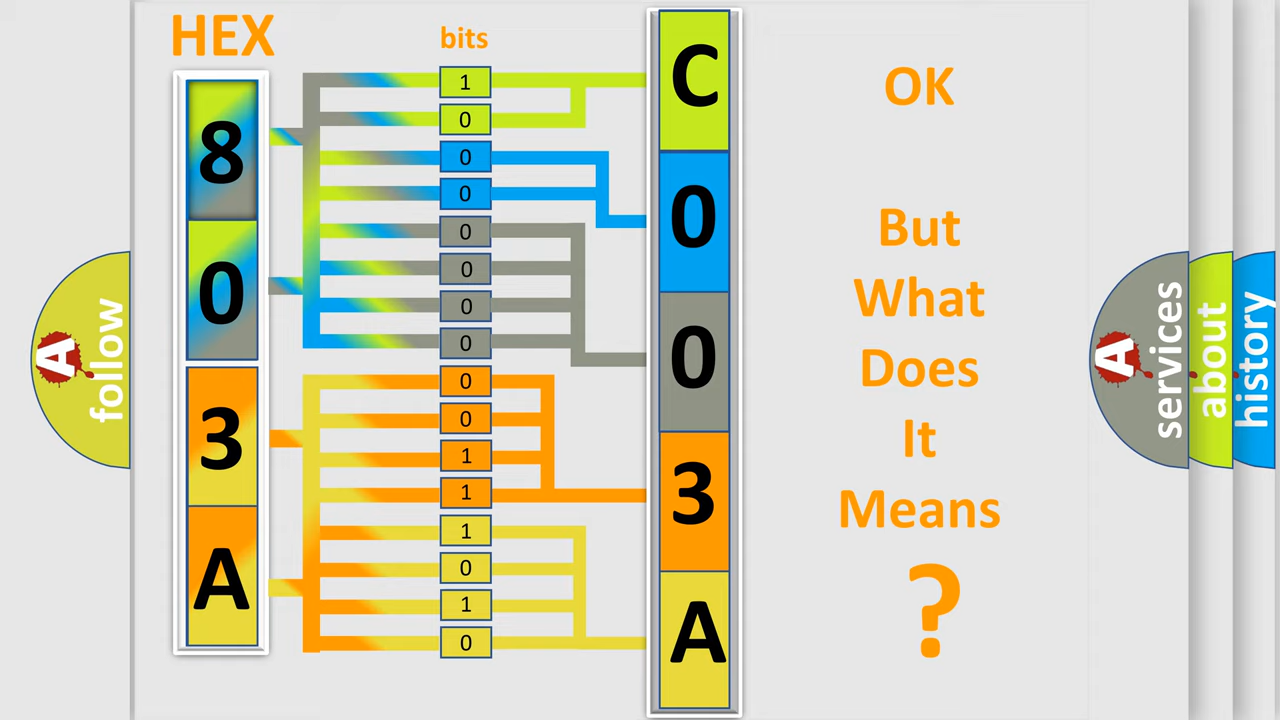 HEX
bits
8
0
3
A
1
0
0
0
0
0
0
0
0
0
1
1
1
0
1
0
C
0
0
3
A
OK
But
What
Does
It
Means
?
A
follow
A
services
about
history